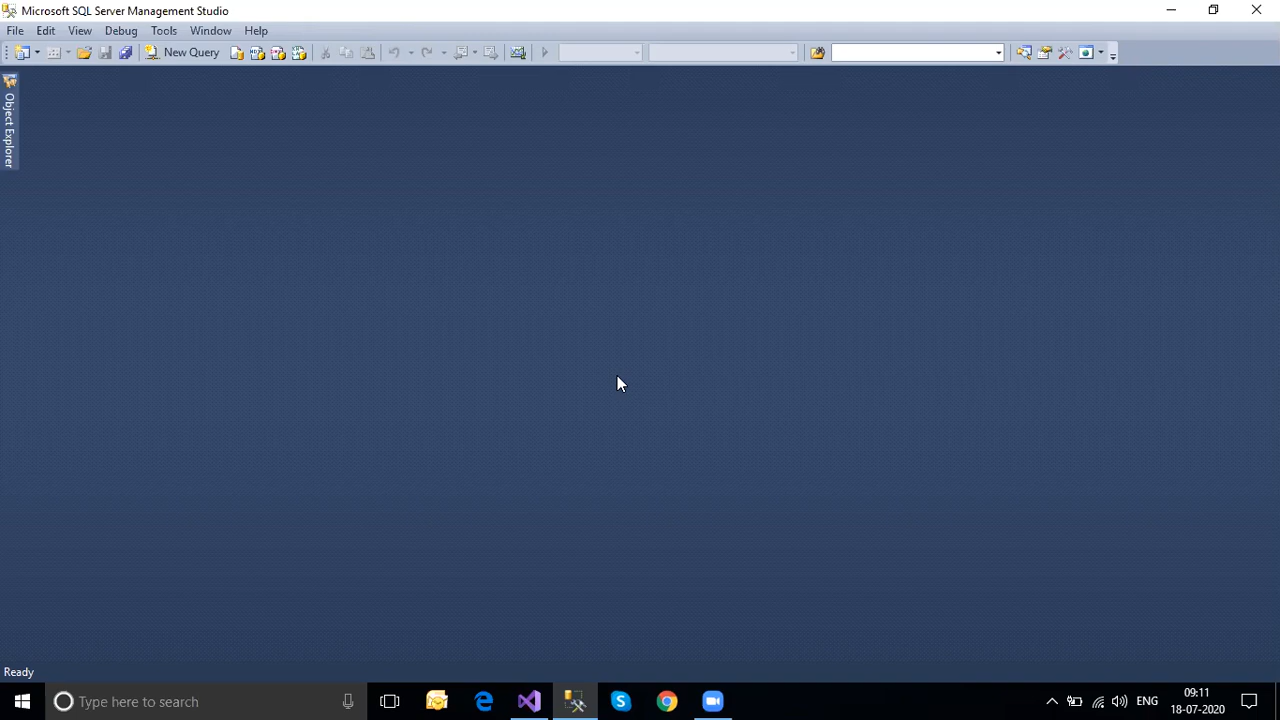 Microsoft SQL Server Management Studio
File Edit View Debug Tools Window Help
New Query
Object Explorer
Ready
Type here to search
ENG
09:11
18-07-2020